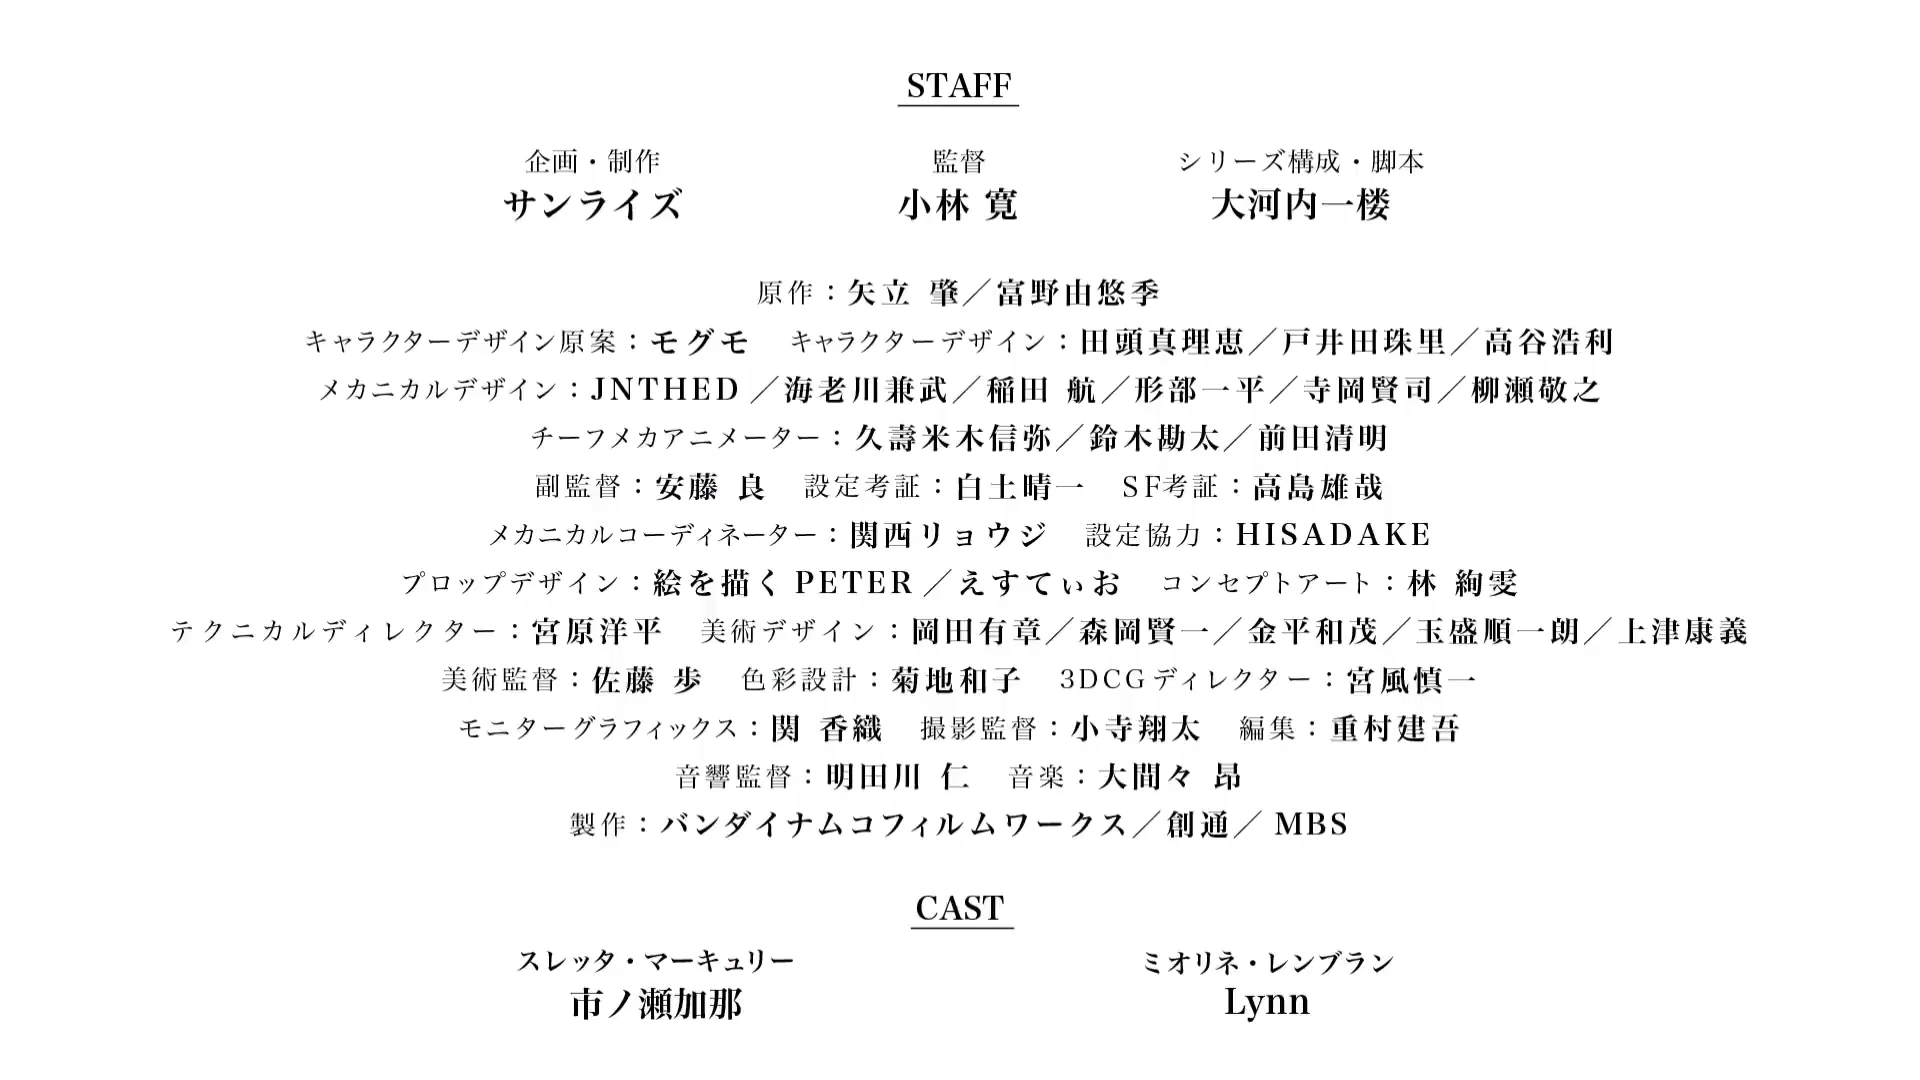 STAFF
企画・制作 監督 シリーズ構成・脚本
サンライズ 小林 寛 大河内一楼
原作：矢立 肇／富野由悠季
キャラクターデザイン原案：モグモ キャラクターデザイン：田頭真理恵／戸井田珠里／高谷浩利
メカニカルデザイン：JNTHED／海老川兼武／稲田 航／形部一平／寺岡賢司／柳瀬敬之
チーフメカアニメーター：久壽米木信弥／鈴木勘太／前田清明
副監督：安藤 良 設定考証：白土晴一 SF考証：高島雄哉
メカニカルコーディネーター：関西リョウジ 設定協力：HISADAKE
プロップデザイン：絵を描くPETER／えすてぃお コンセプトアート：林 絢雯
テクニカルディレクター：宮原洋平 美術デザイン：岡田有章／森岡賢一／金平和茂／玉盛順一朗／上津康義
美術監督：佐藤 歩 色彩設計：菊地和子 3DCGディレクター：宮風慎一
モニターグラフィックス：関 香織 撮影監督：小寺翔太 編集：重村建吾
音響監督：明田川 仁 音楽：大間々 昂
製作：バンダイナムコフィルムワークス／創通／MBS
CAST
スレッタ・マーキュリー ミオリネ・レンブラン
市ノ瀬加那 Lynn